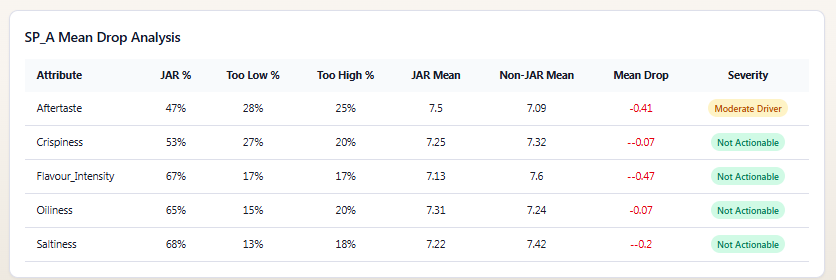 SP_A Mean Drop Analysis
Attribute JAR % Too Low % Too High % JAR Mean Non-JAR Mean Mean Drop Severity
Aftertaste 47% 28% 25% 7.5 7.09 -0.41 Moderate Driver
Crispiness 53% 27% 20% 7.25 7.32 --0.07 Not Actionable
Flavour_Intensity 67% 17% 17% 7.13 7.6 --0.47 Not Actionable
Oiliness 65% 15% 20% 7.31 7.24 -0.07 Not Actionable
Saltiness 68% 13% 18% 7.22 7.42 --0.2 Not Actionable